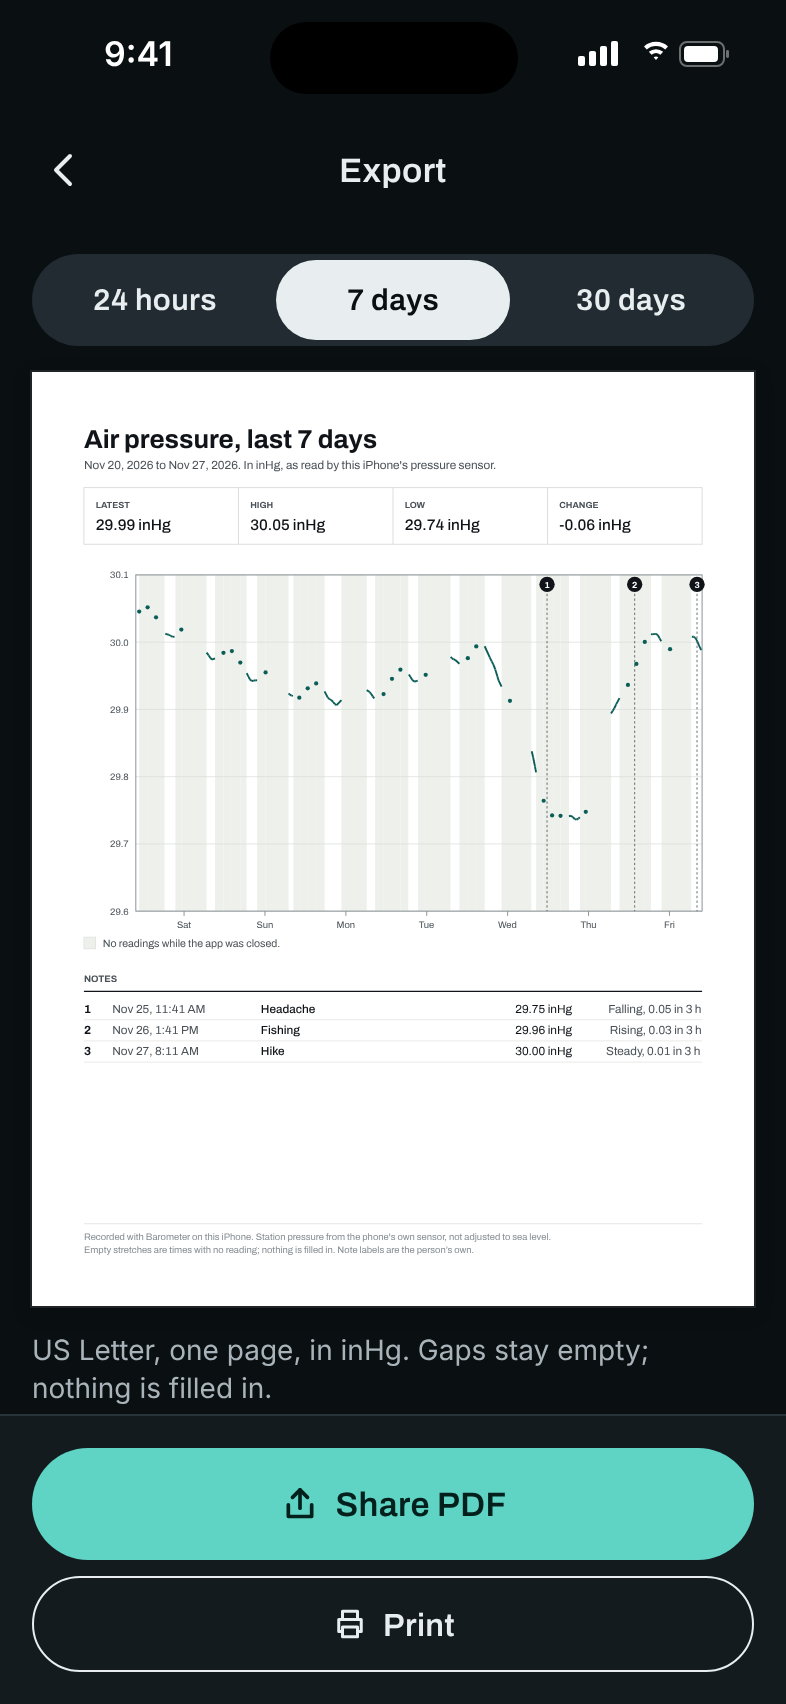 9:41
Export
24 hours
7 days
30 days
Air pressure, last 7 days
Nov 20, 2026 to Nov 27, 2026. In inHg, as read by this iPhone's pressure sensor.
LATEST
29.99 inHg
HIGH
30.05 inHg
LOW
29.74 inHg
CHANGE
-0.06 inHg
30.1
30.0
29.9
29.8
29.7
29.6
1
2
3
Sat
Sun
Mon
Tue
Wed
Thu
Fri
No readings while the app was closed.
NOTES
1 Nov 25, 11:41 AM Headache 29.75 inHg Falling, 0.05 in 3 h
2 Nov 26, 1:41 PM Fishing 29.96 inHg Rising, 0.03 in 3 h
3 Nov 27, 8:11 AM Hike 30.00 inHg Steady, 0.01 in 3 h
Recorded with Barometer on this iPhone. Station pressure from the phone's own sensor, not adjusted to sea level.
Empty stretches are times with no reading; nothing is filled in. Note labels are the person's own.
US Letter, one page, in inHg. Gaps stay empty;
nothing is filled in.
Share PDF
Print